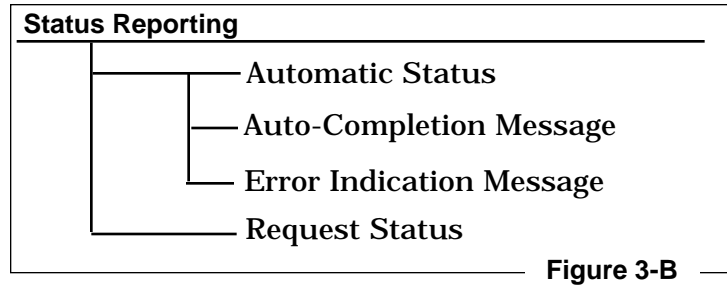 Status Reporting
Automatic Status
Auto-Completion Message
Error Indication Message
Request Status
Figure 3-B